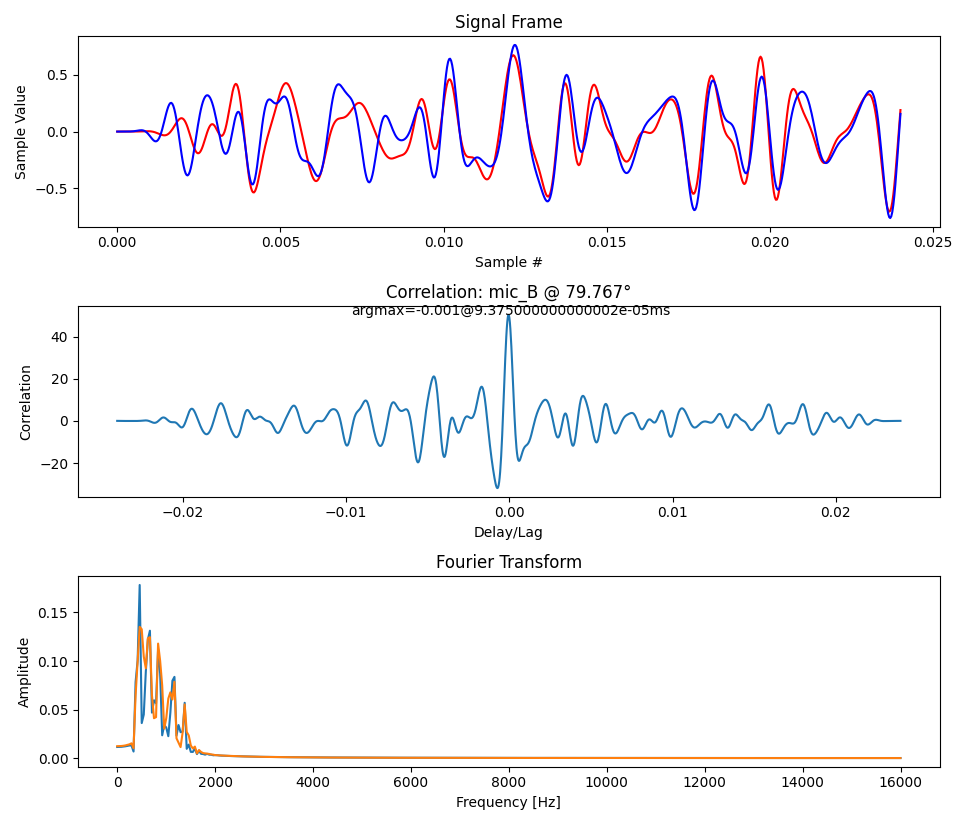 Signal Frame
Sample Value
0.5
0.0
−0.5
0.000 0.005 0.010 0.015 0.020 0.025
Sample #
Correlation: mic_B @ 79.767°
argmax=-0.001@9.375000000000002e-05ms
Correlation
40
20
0
−20
−0.02 −0.01 0.00 0.01 0.02
Delay/Lag
Fourier Transform
Amplitude
0.15
0.10
0.05
0.00
0 2000 4000 6000 8000 10000 12000 14000 16000
Frequency [Hz]